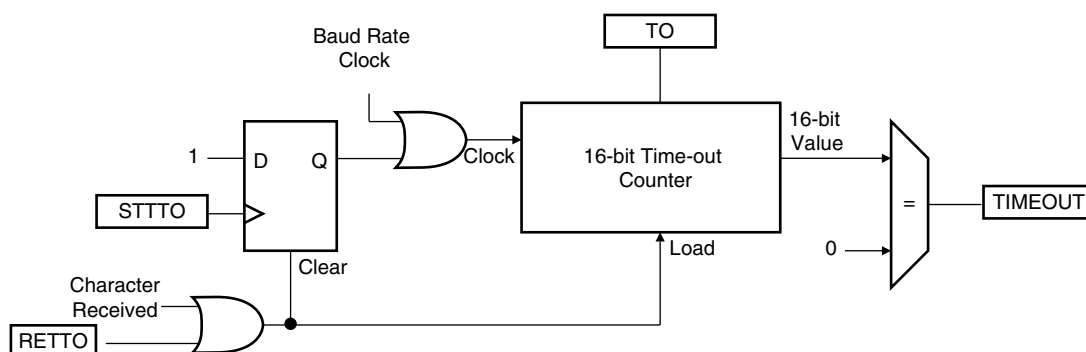 TO
Baud Rate
Clock
1
D
Q
Clock
16-bit Time-out
Counter
16-bit
Value
=
TIMEOUT
STTTO
Clear
Load
0
Character
Received
RETTO